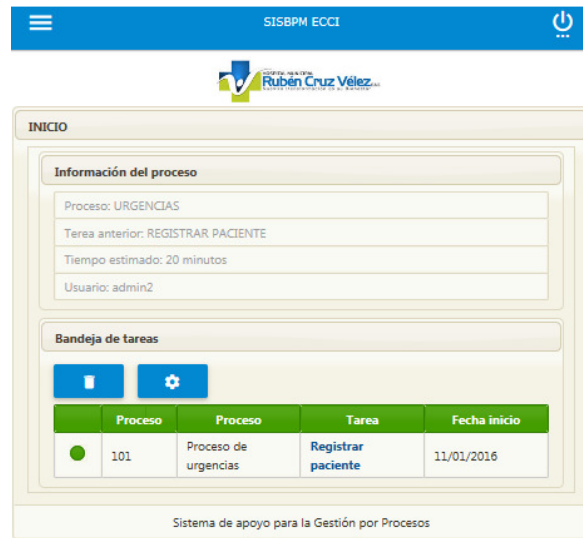 SISBPM ECCI
HOSPITAL MUNICIPAL
Rubén Cruz Vélez
INICIO
Información del proceso
Proceso: URGENCIAS
Terea anterior: REGISTRAR PACIENTE
Tiempo estimado: 20 minutos
Usuario: admin2
Bandeja de tareas
Proceso Proceso Tarea Fecha inicio
101 Proceso de urgencias Registrar paciente 11/01/2016
Sistema de apoyo para la Gestión por Procesos